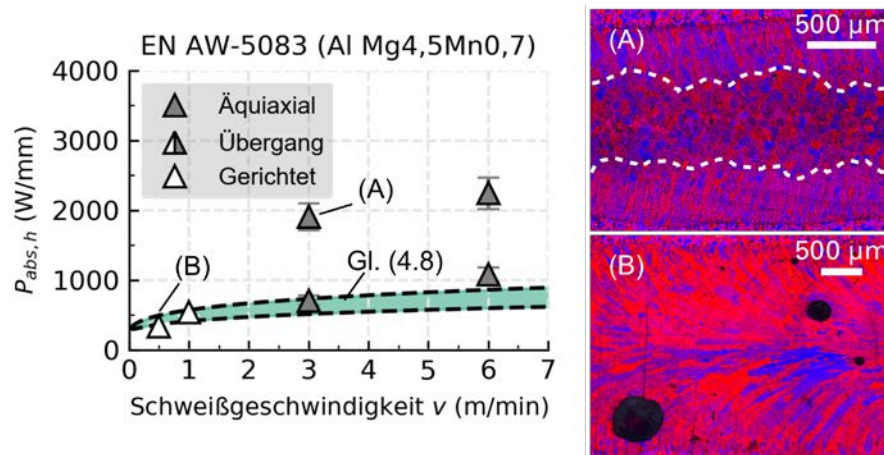 EN AW-5083 (Al Mg4,5Mn0,7)
4000
3000
2000
1000
0
P_abs,h (W/mm)
Äquiaxial
Übergang
Gerichtet
(A)
(B)
Gl. (4.8)
0 1 2 3 4 5 6 7
Schweißgeschwindigkeit v (m/min)
(A)
500 µm
(B)
500 µm